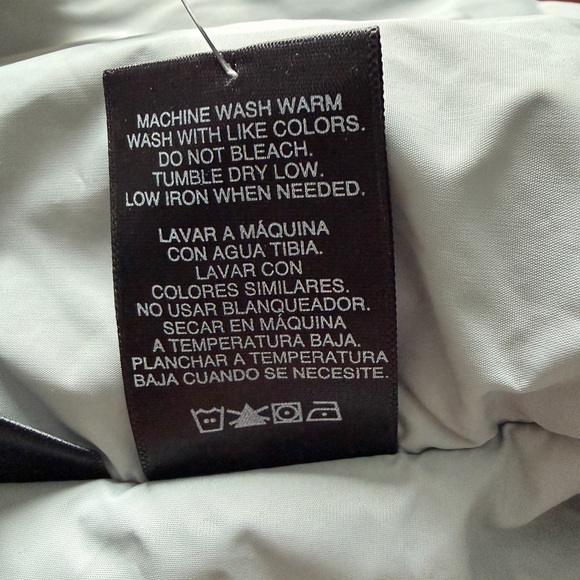 MACHINE WASH WARM
WASH WITH LIKE COLORS.
DO NOT BLEACH.
TUMBLE DRY LOW.
LOW IRON WHEN NEEDED.
LAVAR A MÁQUINA
CON AGUA TIBIA.
LAVAR CON
COLORES SIMILARES.
NO USAR BLANQUEADOR.
SECAR EN MÁQUINA
A TEMPERATURA BAJA.
PLANCHAR A TEMPERATURA
BAJA CUANDO SE NECESITE.